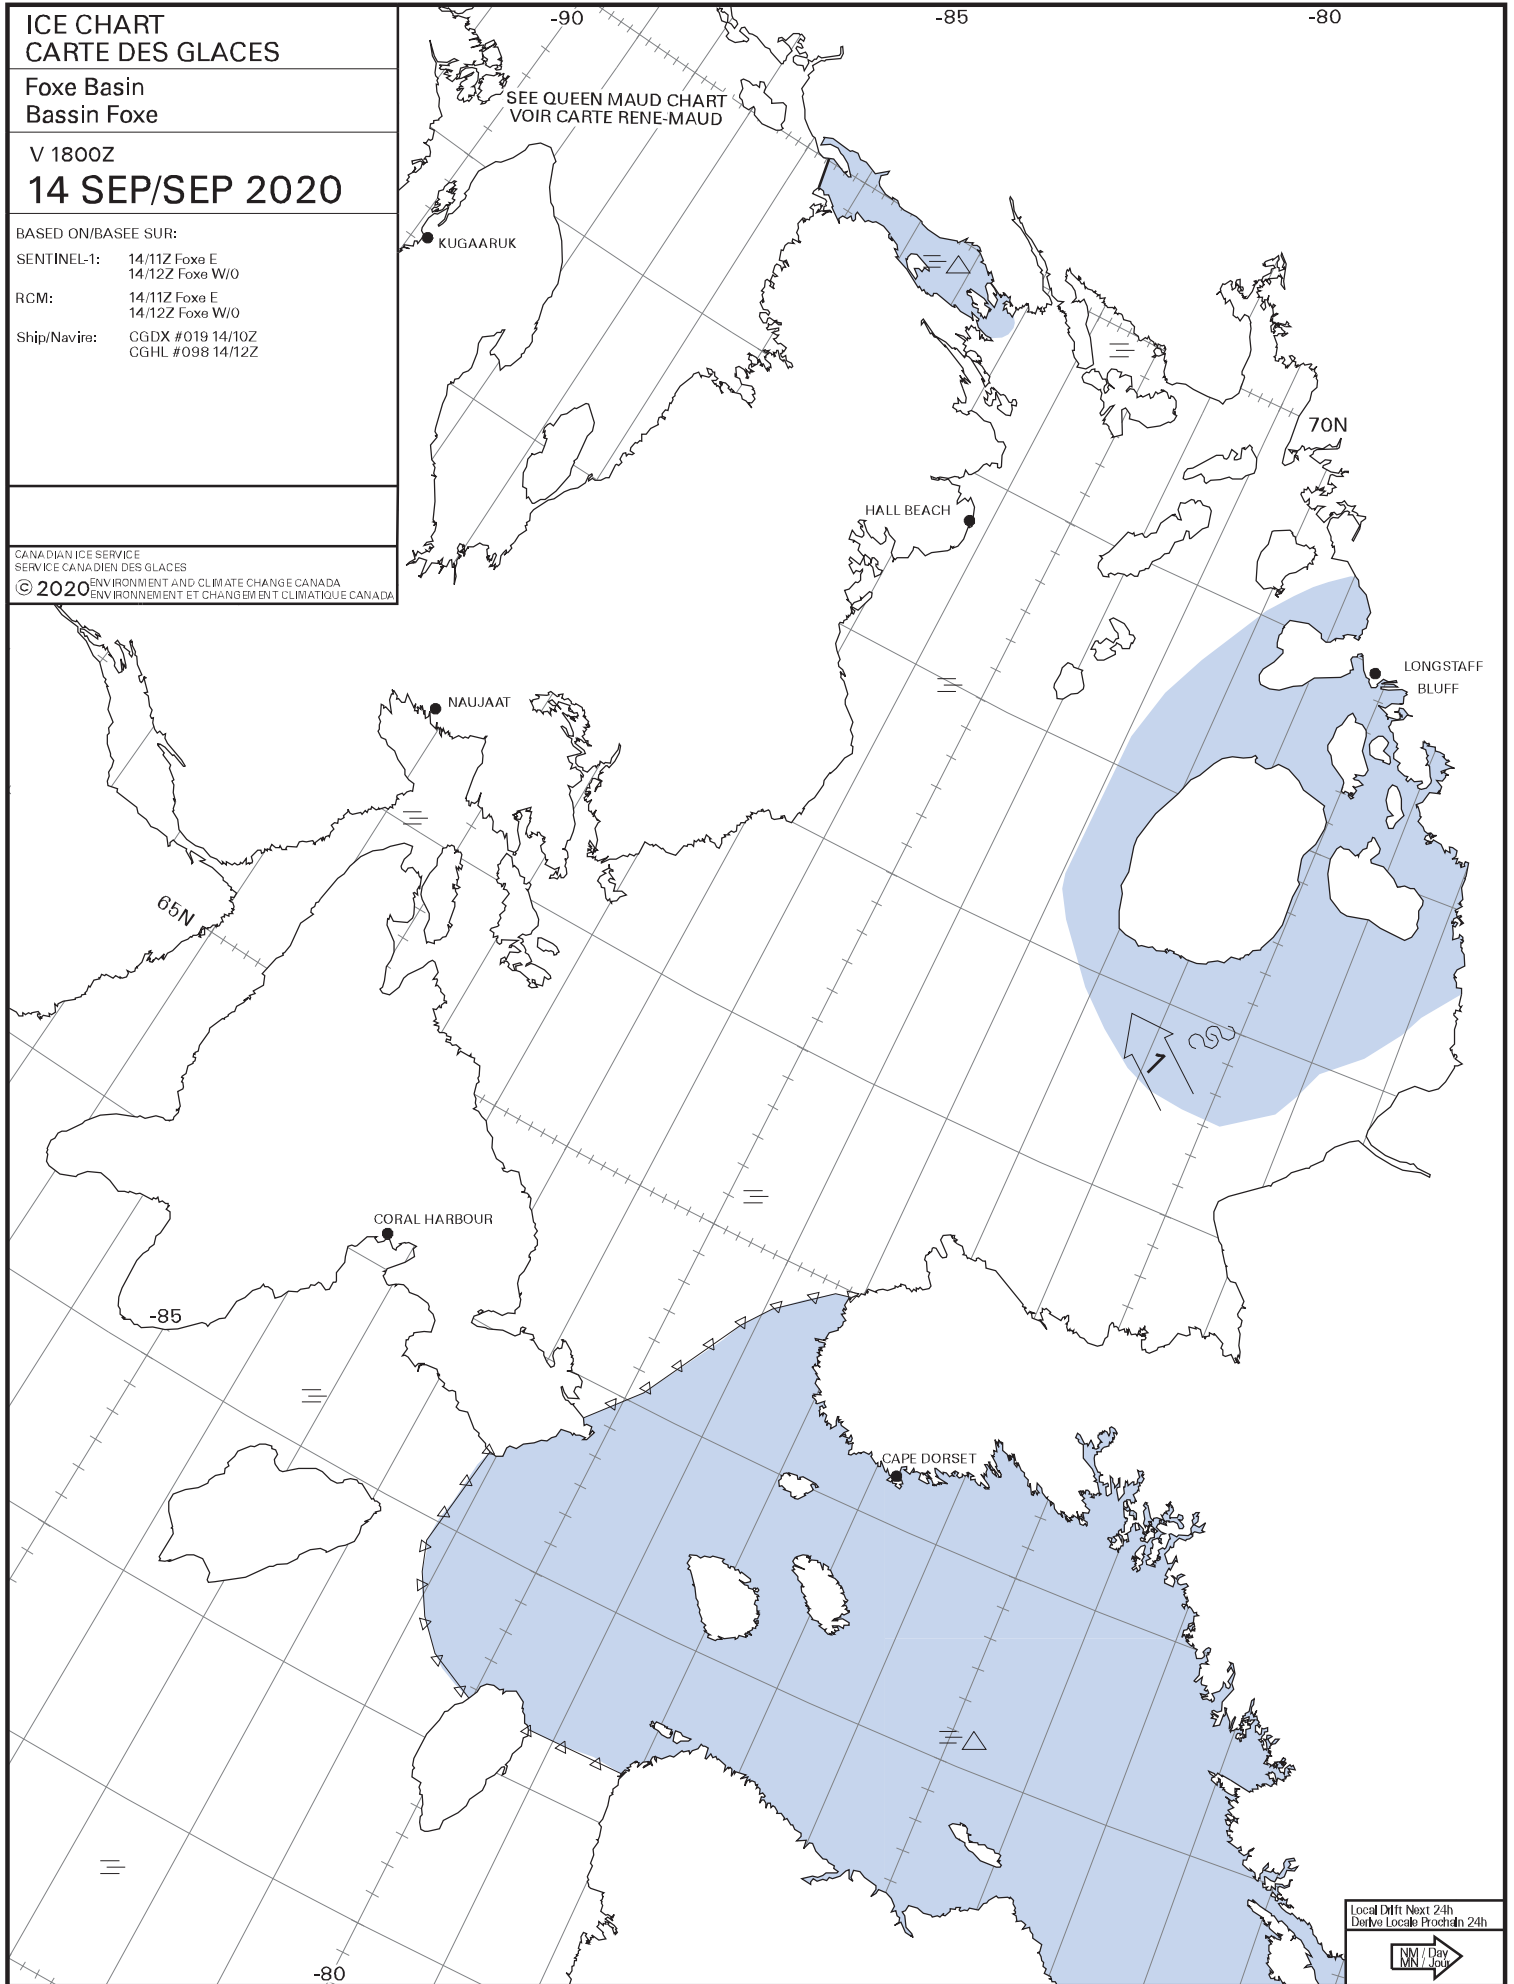 ICE CHART
CARTE DES GLACES
Foxe Basin
Bassin Foxe
V 1800Z
14 SEP/SEP 2020
BASED ON/BASEE SUR:
SENTINEL-1: 14/11Z Foxe E
14/12Z Foxe W/O
RCM: 14/11Z Foxe E
14/12Z Foxe W/O
Ship/Navire: CGDX #019 14/10Z
CGHL #098 14/12Z
CANADIAN ICE SERVICE
SERVICE CANADIEN DES GLACES
© 2020 ENVIRONMENT AND CLIMATE CHANGE CANADA
ENVIRONNEMENT ET CHANGEMENT CLIMATIQUE CANADA
-90
-85
-80
SEE QUEEN MAUD CHART
VOIR CARTE RENE-MAUD
KUGAARUK
70N
HALL BEACH
LONGSTAFF
BLUFF
NAUJAAT
65N
1
CORAL HARBOUR
-85
CAPE DORSET
-80
Local Drift Next 24h
Derive Locale Prochain 24h
NM / Day
MN / Jour